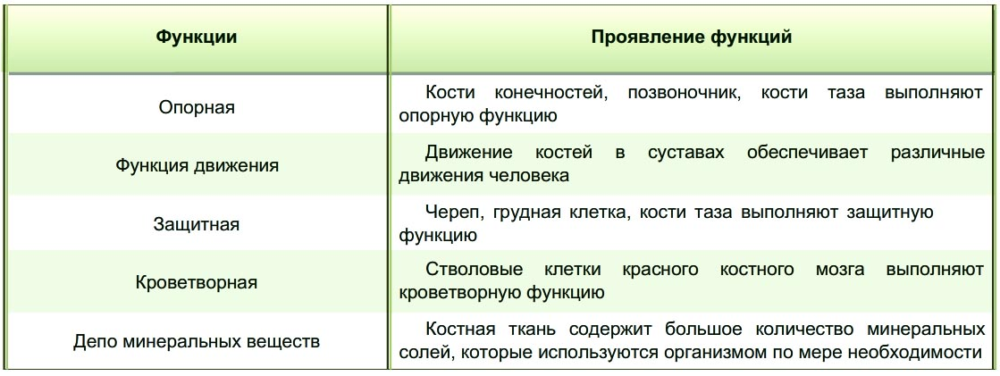 Функции
Проявление функций
Опорная
Кости конечностей, позвоночник, кости таза выполняют
опорную функцию
Функция движения
Движение костей в суставах обеспечивает различные
движения человека
Защитная
Череп, грудная клетка, кости таза выполняют защитную
функцию
Кроветворная
Стволовые клетки красного костного мозга выполняют
кроветворную функцию
Депо минеральных веществ
Костная ткань содержит большое количество минеральных
солей, которые используются организмом по мере необходимости